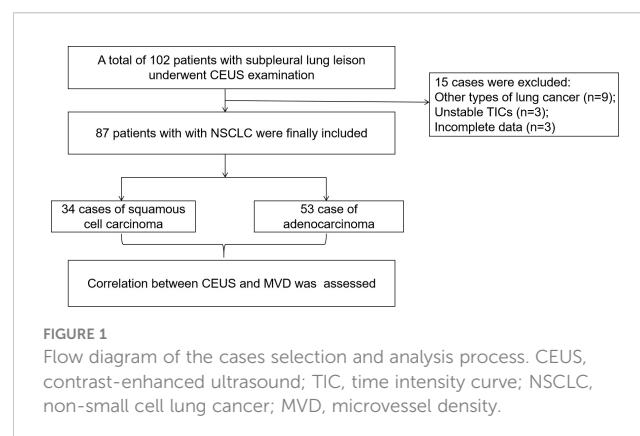 A total of 102 patients with subpleural lung leison
underwent CEUS examination
15 cases were excluded:
Other types of lung cancer (n=9);
Unstable TICs (n=3);
Incomplete data (n=3)
87 patients with with NSCLC were finally included
34 cases of squamous
cell carcinoma
53 case of
adenocarcinoma
Correlation between CEUS and MVD was assessed
FIGURE 1
Flow diagram of the cases selection and analysis process. CEUS,
contrast-enhanced ultrasound; TIC, time intensity curve; NSCLC,
non-small cell lung cancer; MVD, microvessel density.